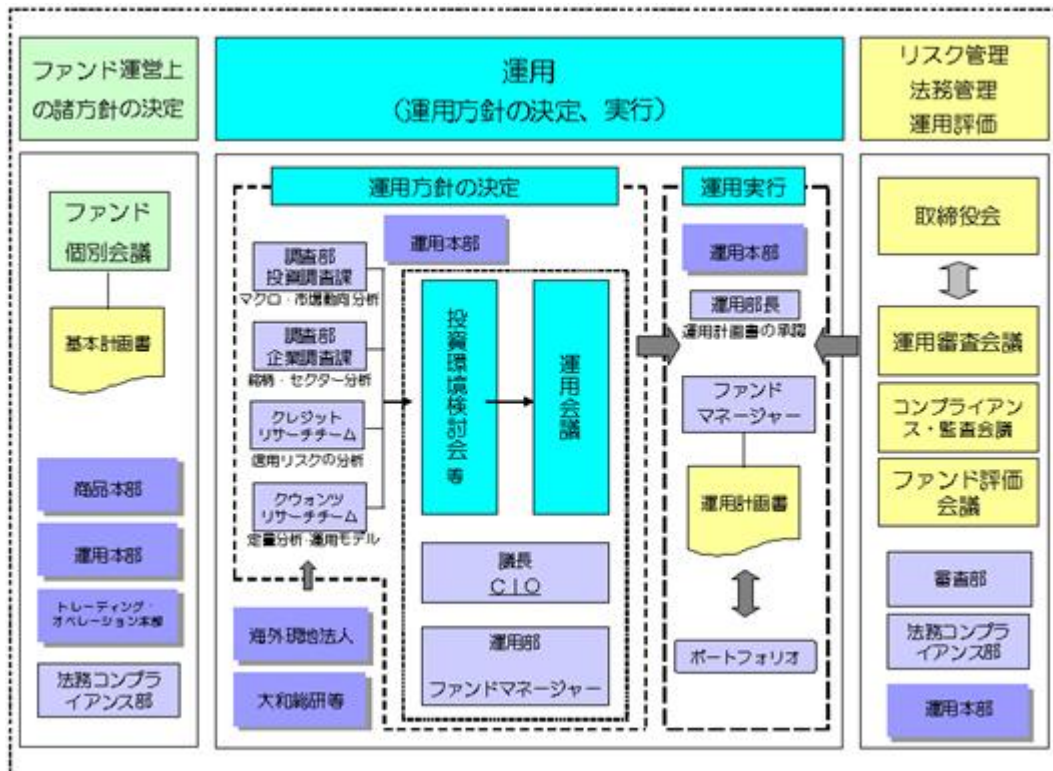 ファンド運営上
の諸方針の決定
運用
（運用方針の決定、実行）
リスク管理
法務管理
運用評価
ファンド
個別会議
基本計画書
商品本部
運用本部
トレーディング・
オペレーション本部
法務コンプラ
イアンス部
運用方針の決定
運用本部
調査部
投資調査課
マクロ・市場動向分析
調査部
企業調査課
銘柄・セクター分析
クレジット
リサーチチーム
信用リスクの分析
クウォンツ
リサーチチーム
定量分析・運用モデル
海外現地法人
大和総研等
投資環境検討会 等
運用会議
議長
CIO
運用部
ファンドマネージャー
運用実行
運用本部
運用部長
運用計画書の承認
ファンド
マネージャー
運用計画書
ポートフォリオ
取締役会
運用審査会議
コンプライアン
ス・監査会議
ファンド評価
会議
審査部
法務コンプラ
イアンス部
運用本部